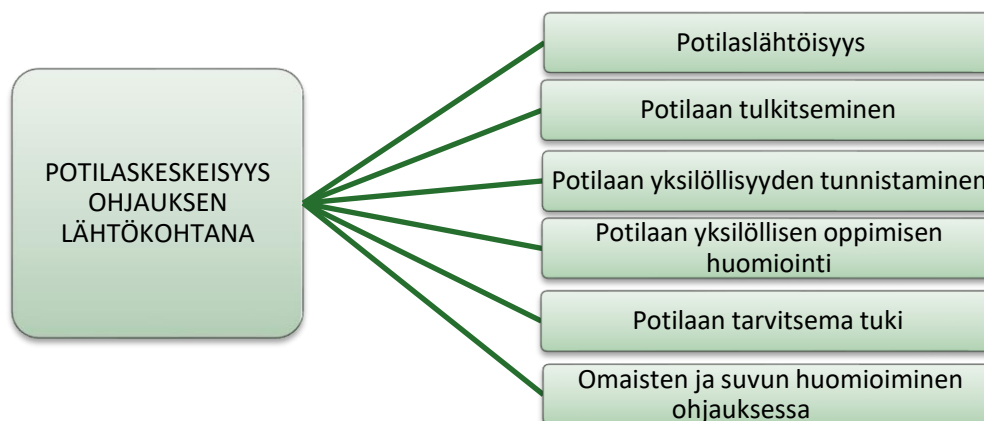 POTILASKESKEISYYS
OHJAUKSEN
LÄHTÖKOHTANA
Potilaslähtöisyys
Potilaan tulkitseminen
Potilaan yksilöllisyyden tunnistaminen
Potilaan yksilöllisen oppimisen
huomiointi
Potilaan tarvitsema tuki
Omaisten ja suvun huomioiminen
ohjauksessa